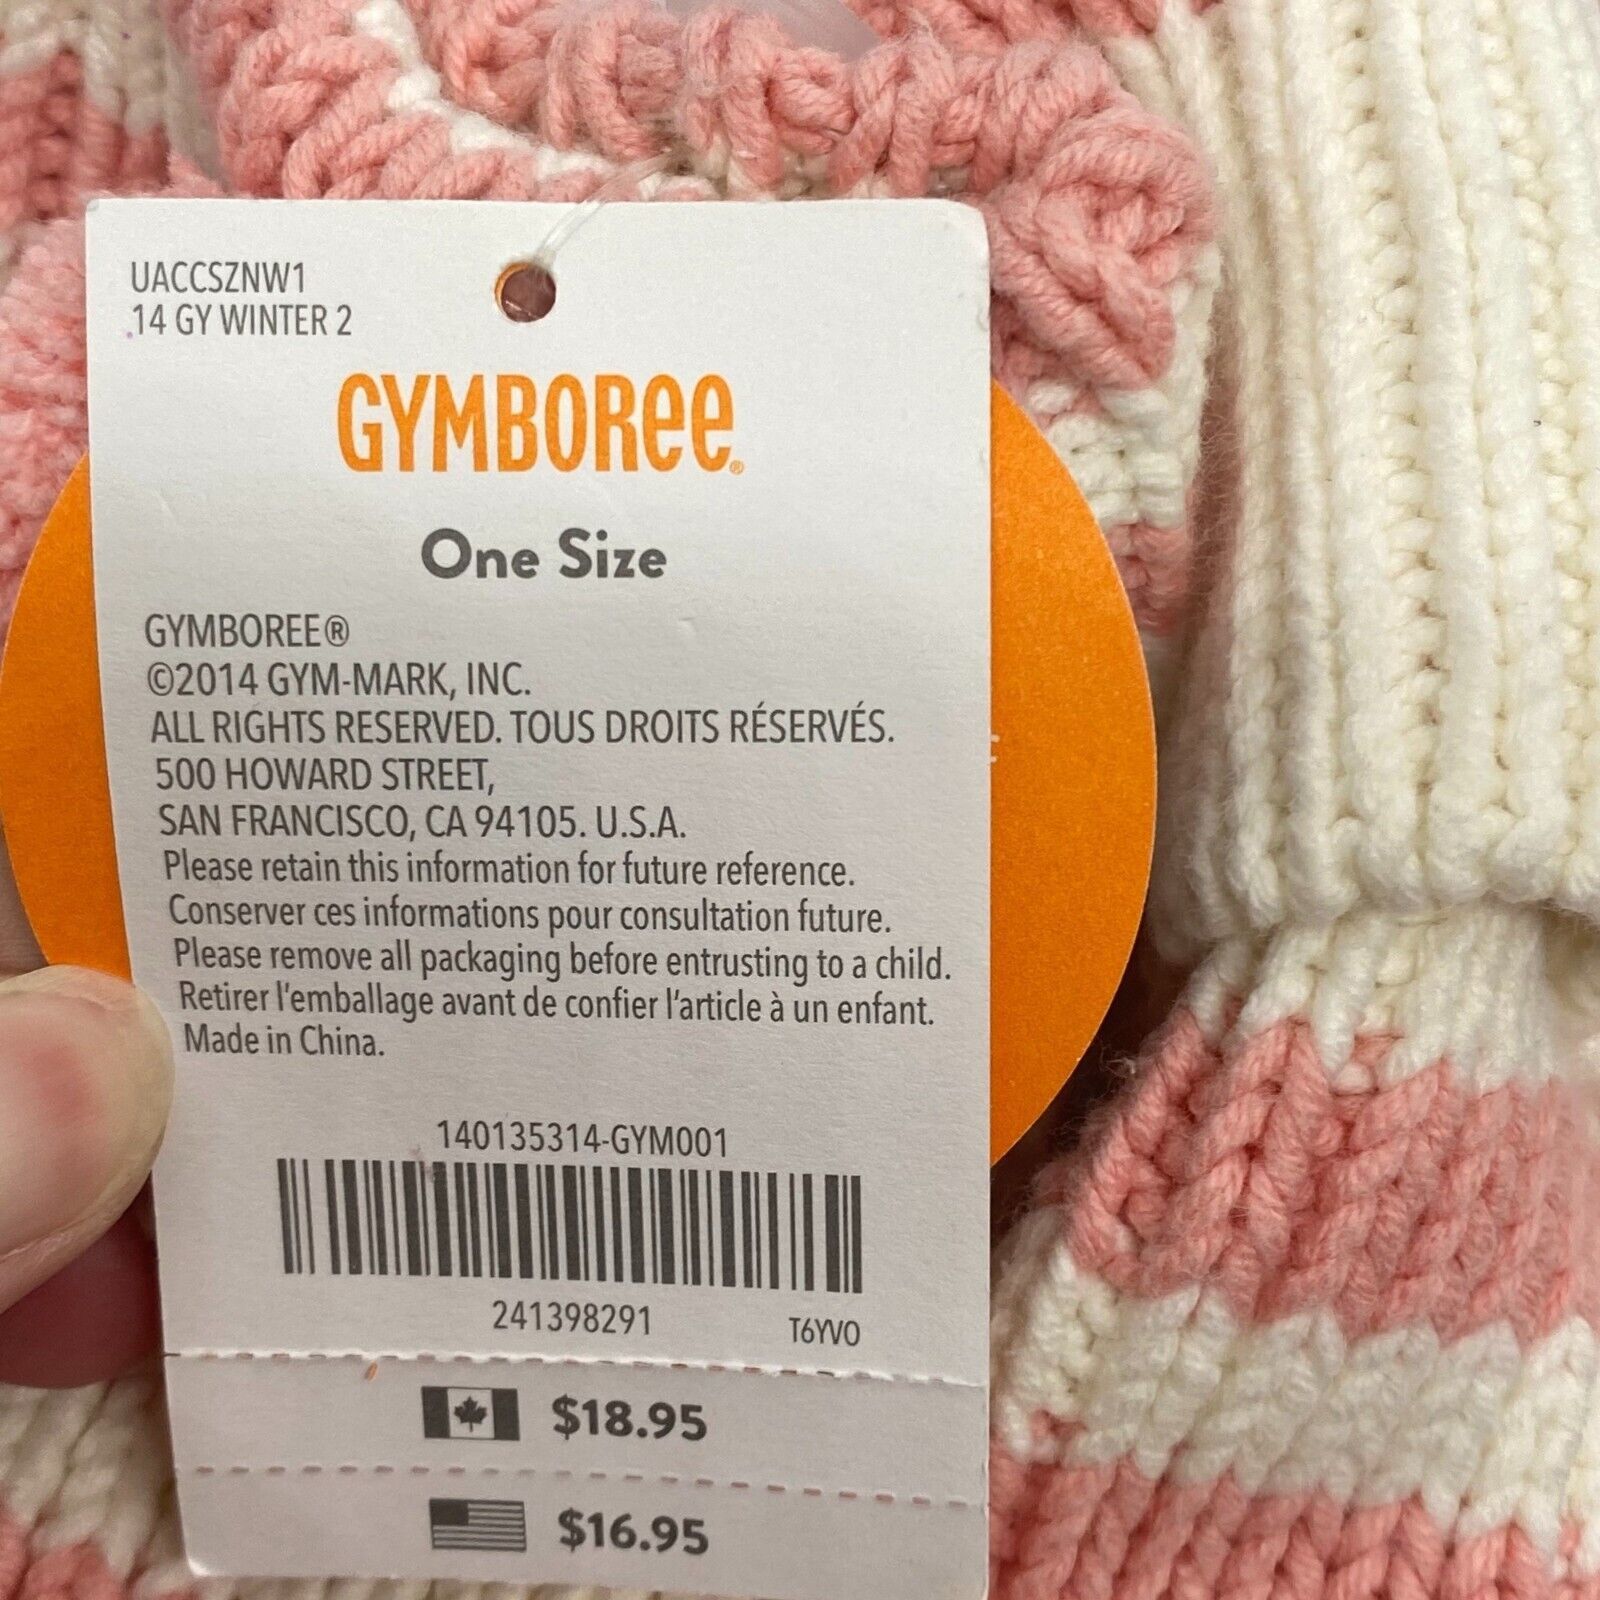 UACCSZNW1
14 GY WINTER 2
GYMBOREE®
One Size
GYMBOREE®
©2014 GYM-MARK, INC.
ALL RIGHTS RESERVED. TOUS DROITS RÉSERVÉS.
500 HOWARD STREET,
SAN FRANCISCO, CA 94105. U.S.A.
Please retain this information for future reference.
Conserver ces informations pour consultation future.
Please remove all packaging before entrusting to a child.
Retirer l'emballage avant de confier l'article à un enfant.
Made in China.
140135314-GYM001
241398291 T6YVO
$18.95
$16.95